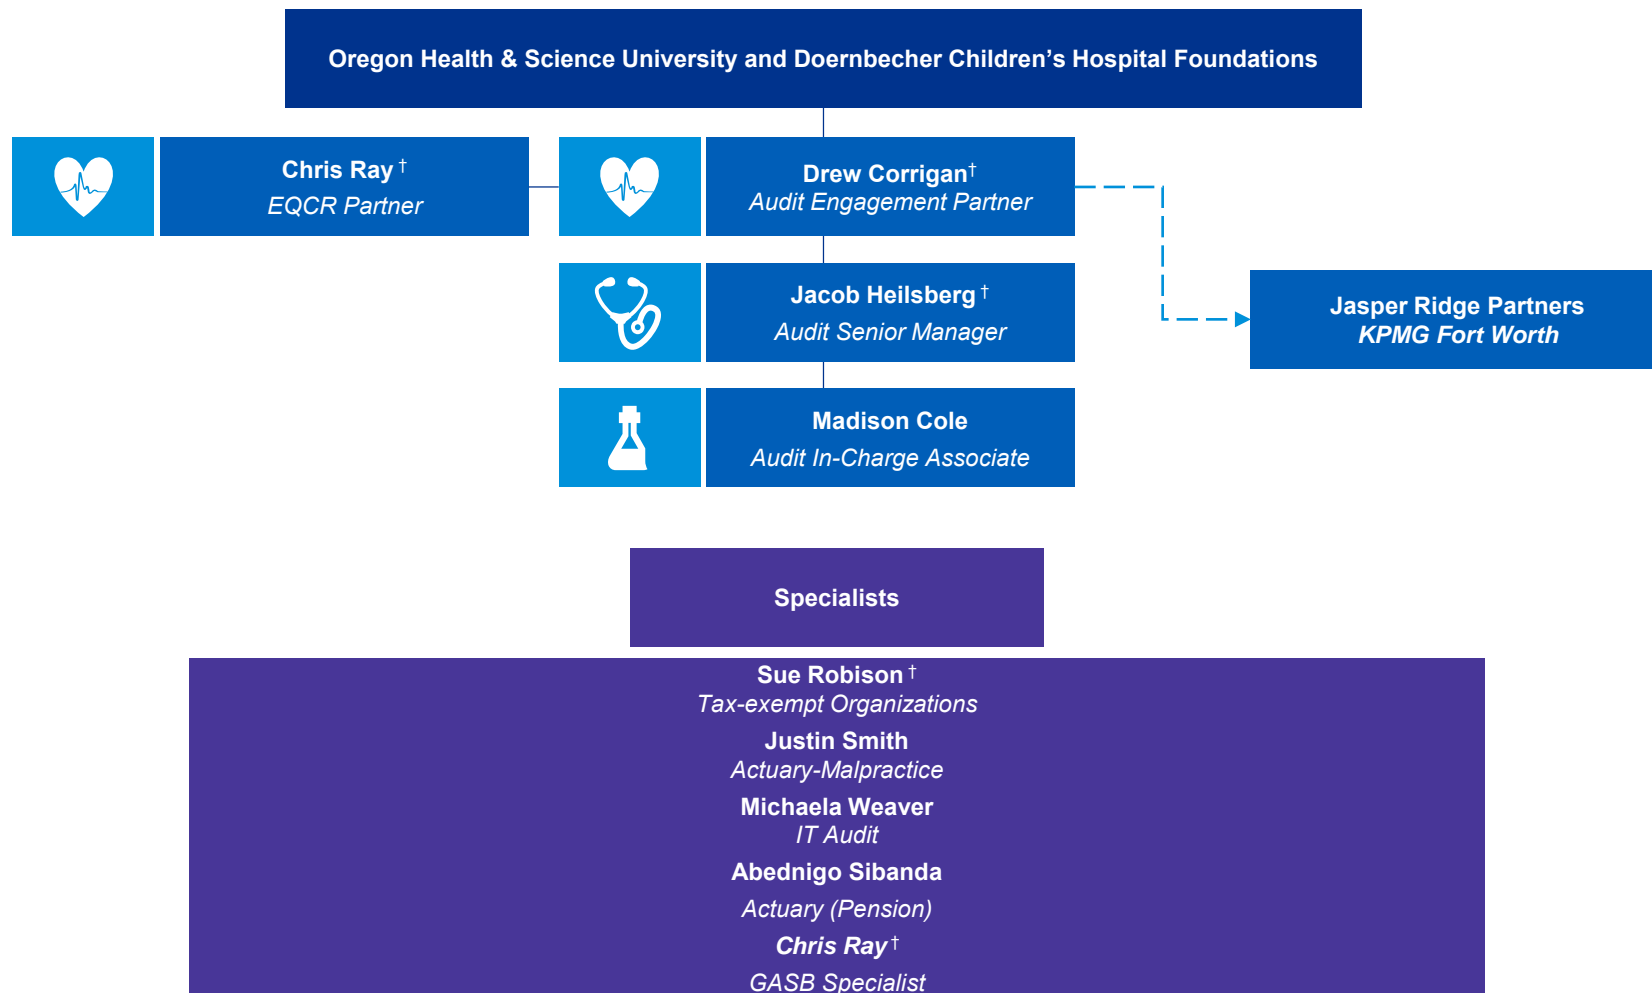 Oregon Health & Science University and Doernbecher Children’s Hospital Foundations
Chris Ray †
EQCR Partner
Drew Corrigan†
Audit Engagement Partner
Jacob Heilsberg †
Audit Senior Manager
Jasper Ridge Partners
KPMG Fort Worth
Madison Cole
Audit In-Charge Associate
Specialists
Sue Robison †
Tax-exempt Organizations
Justin Smith
Actuary-Malpractice
Michaela Weaver
IT Audit
Abednigo Sibanda
Actuary (Pension)
Chris Ray †
GASB Specialist